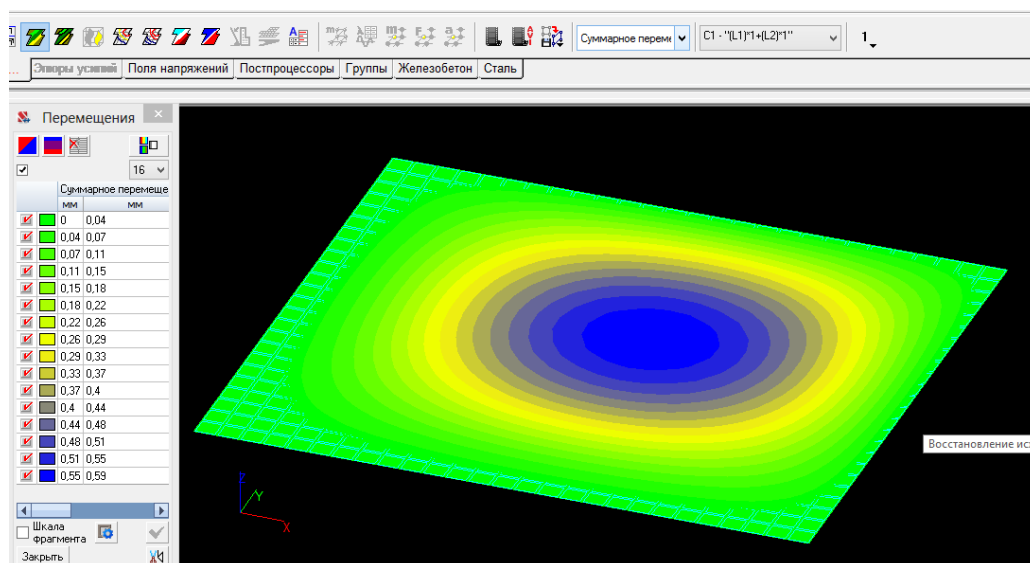 Суммарное переме
C1 - "(L1)*1+(L2)*1"
1
Эпюры усилий Поля напряжений Постпроцессоры Группы Железобетон Сталь
Перемещения
16
Суммарное перемеще
мм мм
0 0,04
0,04 0,07
0,07 0,11
0,11 0,15
0,15 0,18
0,18 0,22
0,22 0,26
0,26 0,29
0,29 0,33
0,33 0,37
0,37 0,4
0,4 0,44
0,44 0,48
0,48 0,51
0,51 0,55
0,55 0,59
Шкала
фрагмента
Закрыть
Z
Y
X
Восстановление исх